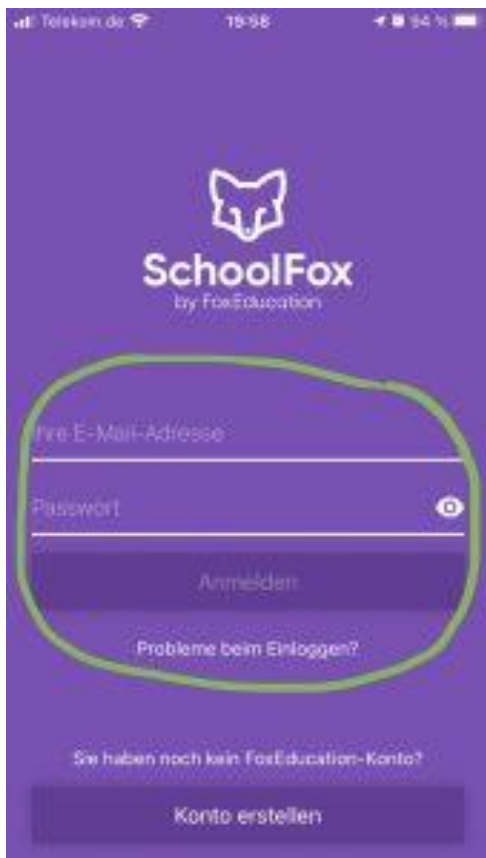 Telekom.de 19:58 94 %
SchoolFox
by FoxEducation
Ihre E-Mail-Adresse
Passwort
Anmelden
Probleme beim Einloggen?
Sie haben noch kein FoxEducation-Konto?
Konto erstellen